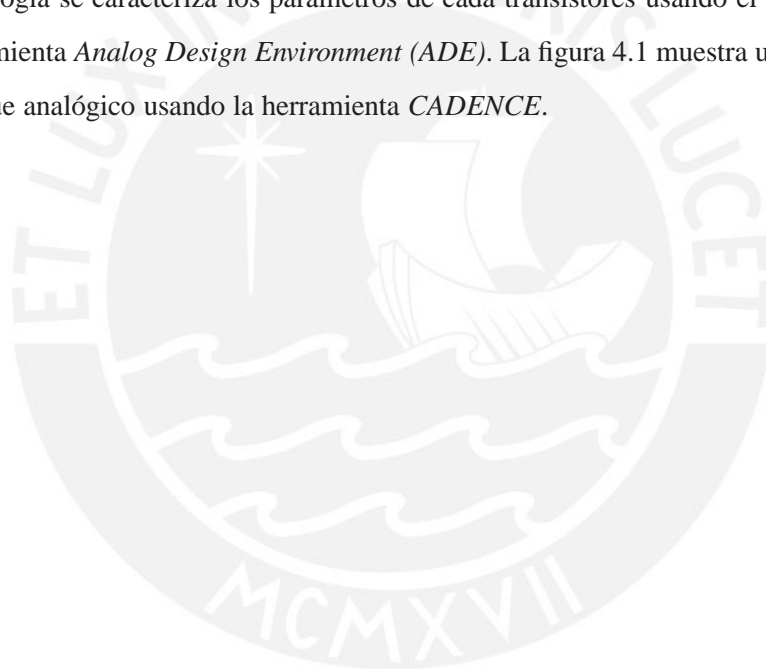 ogía se caracteriza los parámetros de cada transistores usando el
mienta Analog Design Environment (ADE). La figura 4.1 muestra u
ue analógico usando la herramienta CADENCE.
ET LUX IN TENEBRIS LUCET
MCMXVII